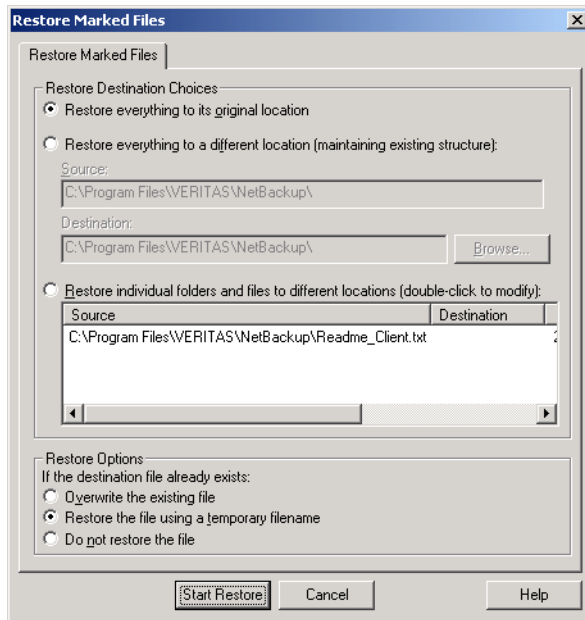 Restore Marked Files
Restore Marked Files
Restore Destination Choices
Restore everything to its original location
Restore everything to a different location (maintaining existing structure):
Source:
C:\Program Files\VERITAS\NetBackup\
Destination:
C:\Program Files\VERITAS\NetBackup\ Browse...
Restore individual folders and files to different locations (double-click to modify):
Source Destination
C:\Program Files\VERITAS\NetBackup\Readme_Client.txt
Restore Options
If the destination file already exists:
Overwrite the existing file
Restore the file using a temporary filename
Do not restore the file
Start Restore Cancel Help